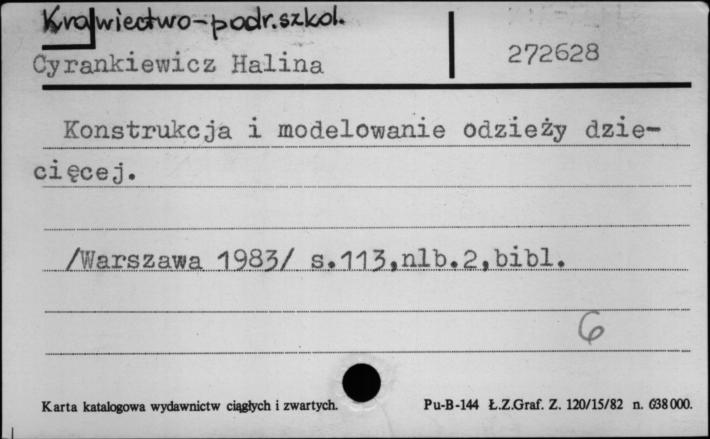 Krawiectwo-podr.szkol.
Cyrankiewicz Halina
272628
Konstrukcja i modelowanie odzieży dzie-
cięcej.
/Warszawa 1983/ s.113,nlb.2,bibl.
6
Karta katalogowa wydawnictw ciągłych i zwartych.
Pu-B-144 Ł.Z.Graf. Z. 120/15/82 n. 638000.